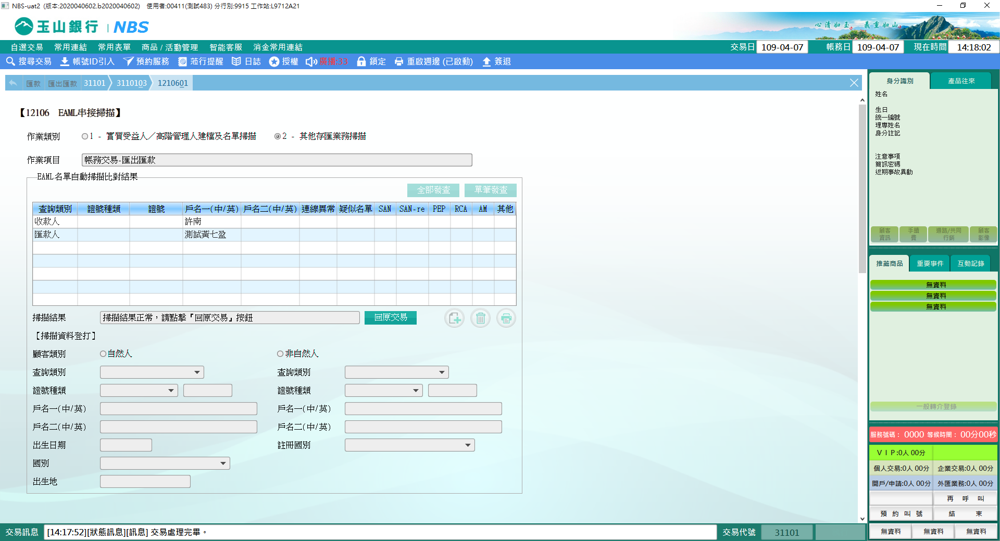 NBS-uat2 (版本:2020040602.b2020040602) 使用者:00411(測試483) 分行別:9915 工作站:L9712A21
玉山銀行 | NBS
心清如玉。義重如山。
自選交易 常用連結 常用表單 商品 / 活動管理 智能客服 消金常用連結 交易日 109-04-07 帳務日 109-04-07 現在時間 14:18:02
搜尋交易 帳號ID引入 預約服務 蒞行提醒 日誌 授權 廣播:33 鎖定 重啟週邊 (已啟動) 簽退
匯款 匯出匯款 31101 3110103 1210601
【12106 EAML串接掃描】
作業類別 1 - 實質受益人／高階管理人建檔及名單掃描 2 - 其他存匯業務掃描
作業項目 帳務交易-匯出匯款
EAML名單自動掃描比對結果
全部發查 單筆發查
查詢類別 證號種類 證號 戶名一(中/英) 戶名二(中/英) 連線異常 疑似名單 SAN SAN-re PEP RCA AM 其他
收款人 許南
匯款人 測試黃七盈
掃描結果 掃描結果正常，請點擊『回原交易』按鈕 回原交易
【掃描資料登打】
顧客類別 自然人 非自然人
查詢類別 查詢類別
證號種類 證號種類
戶名一(中/英) 戶名一(中/英)
戶名二(中/英) 戶名二(中/英)
出生日期 註冊國別
國別
出生地
交易訊息 [14:17:52][狀態訊息][訊息] 交易處理完畢。 交易代號 31101
身分識別 產品往來
姓名
生日
統一編號
理專姓名
身分註記
注意事項
簡訊密碼
近期事故異動
顧客資訊 手續費 通路/共同行銷 顧客影像
推薦商品 重要事件 互動記錄
無資料
無資料
無資料
一般轉介登錄
服務號碼： 0000 等候時間： 00分00秒
ＶＩＰ:0人 00分
個人交易:0人 00分 企業交易:0人 00分
開戶/申請:0人 00分 外匯業務:0人 00分
再 呼 叫
預 約 叫 號 結 束
無資料 無資料 無資料